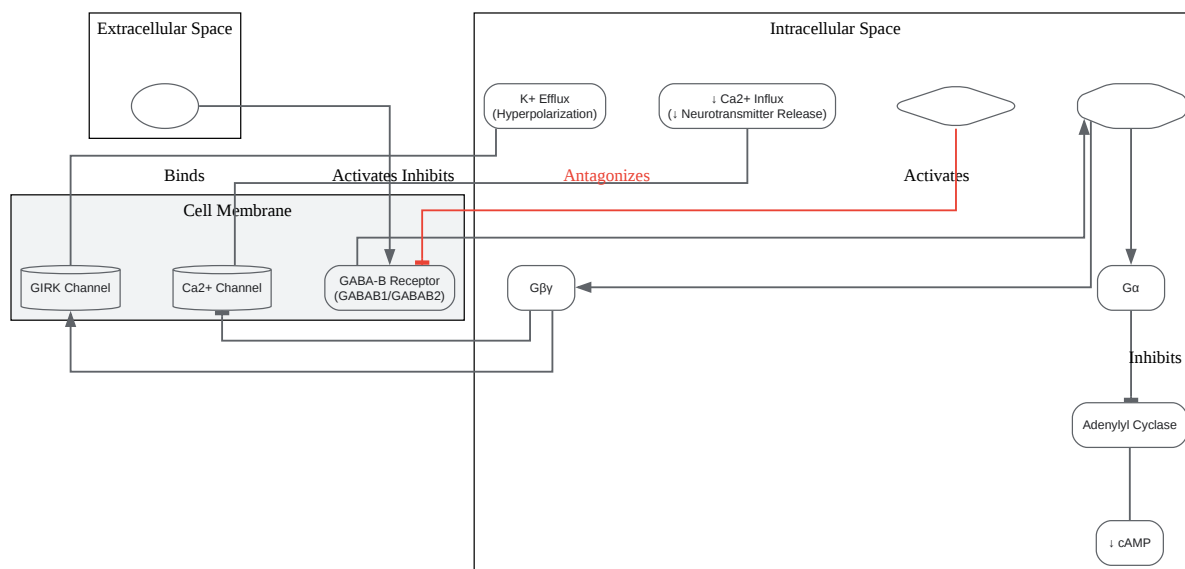 Extracellular Space
Intracellular Space
K+ Efflux
(Hyperpolarization)
↓ Ca2+ Influx
(↓ Neurotransmitter Release)
Binds
Activates
Inhibits
Antagonizes
Activates
Cell Membrane
GIRK Channel
Ca2+ Channel
GABA-B Receptor
(GABAB1/GABAB2)
Gβγ
Gα
Inhibits
Adenylyl Cyclase
↓ cAMP